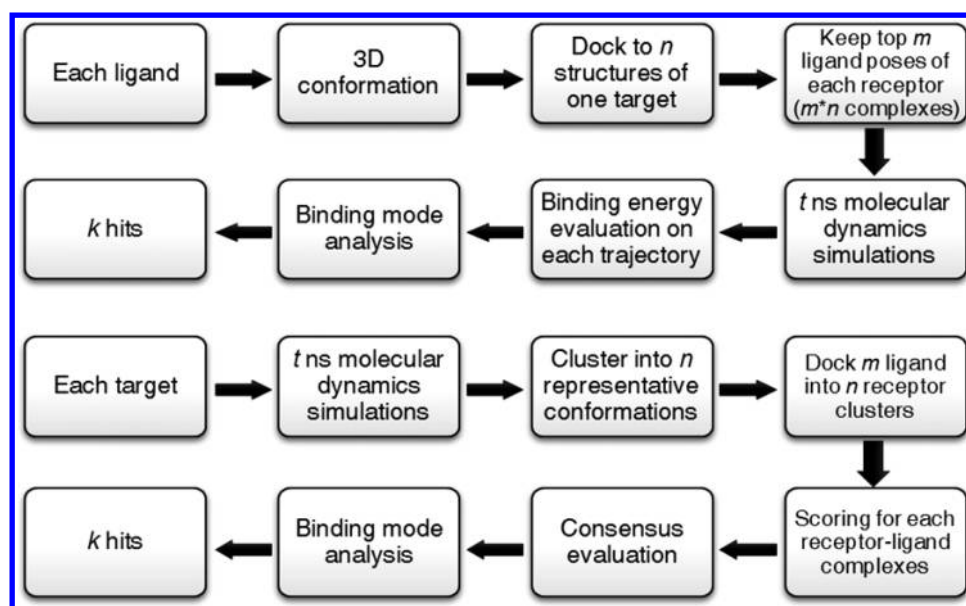 Each ligand
3D
conformation
Dock to n
structures of
one target
Keep top m
ligand poses of
each receptor
(m*n complexes)
t ns molecular
dynamics
simulations
Binding energy
evaluation on
each trajectory
Binding mode
analysis
k hits
Each target
t ns molecular
dynamics
simulations
Cluster into n
representative
conformations
Dock m ligand
into n receptor
clusters
Scoring for each
receptor-ligand
complexes
Consensus
evaluation
Binding mode
analysis
k hits